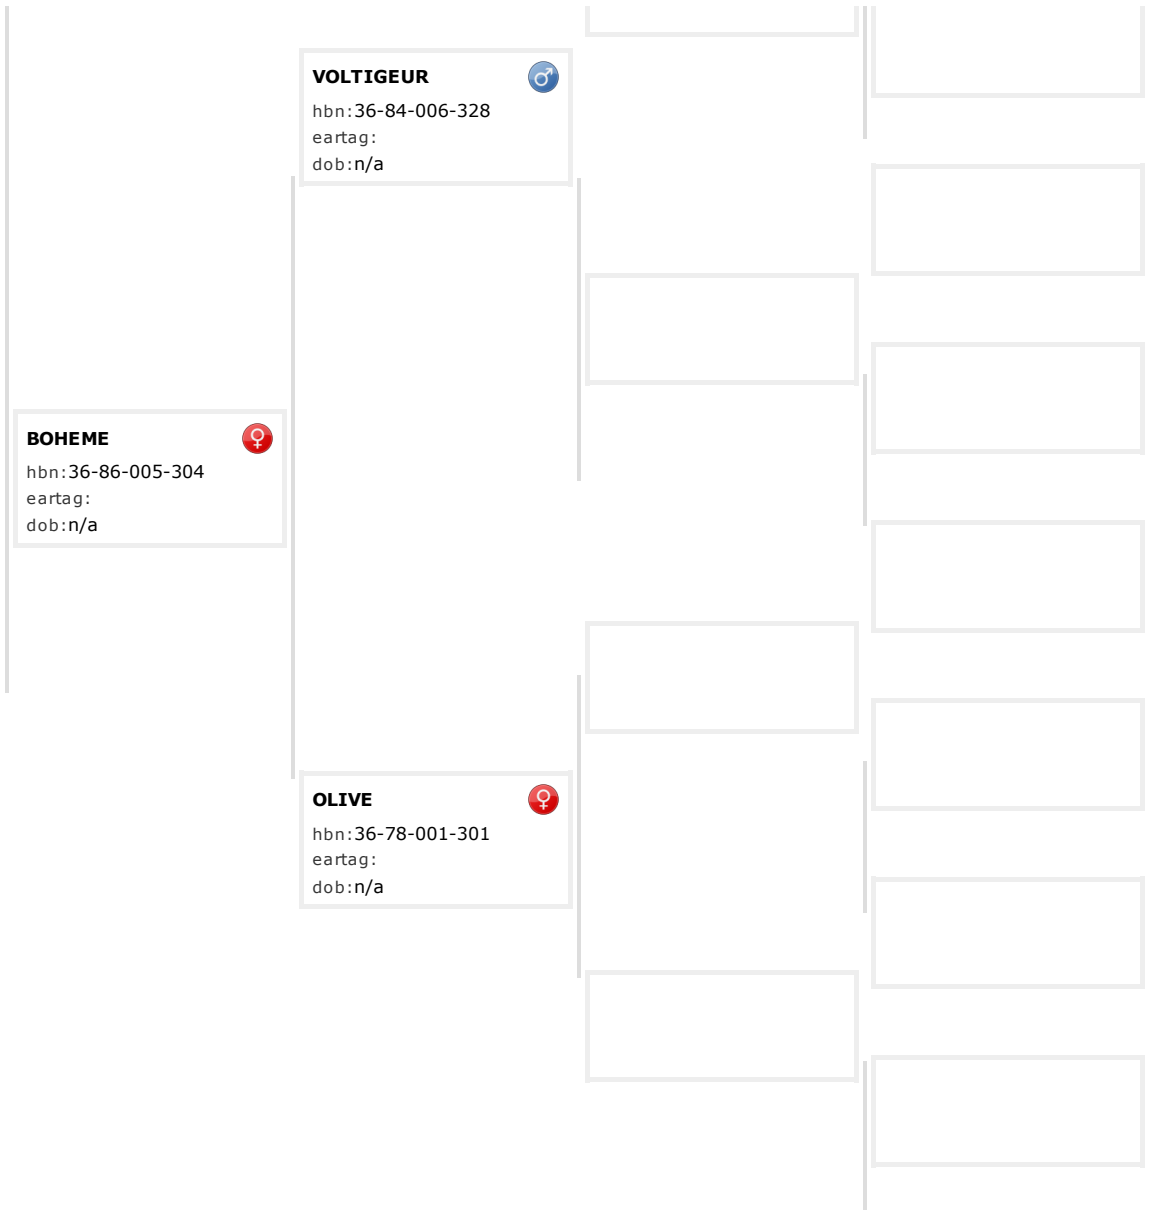 VOLTIGEUR
hbn:36-84-006-328
eartag:
dob:n/a
BOHEME
hbn:36-86-005-304
eartag:
dob:n/a
OLIVE
hbn:36-78-001-301
eartag:
dob:n/a